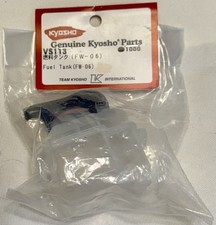 KYOSHO
Genuine Kyosho Parts
VS113
燃料タンク(FW-06)
1000
Fuel Tank(FW-06)
TEAM KYOSHO K INTERNATIONAL